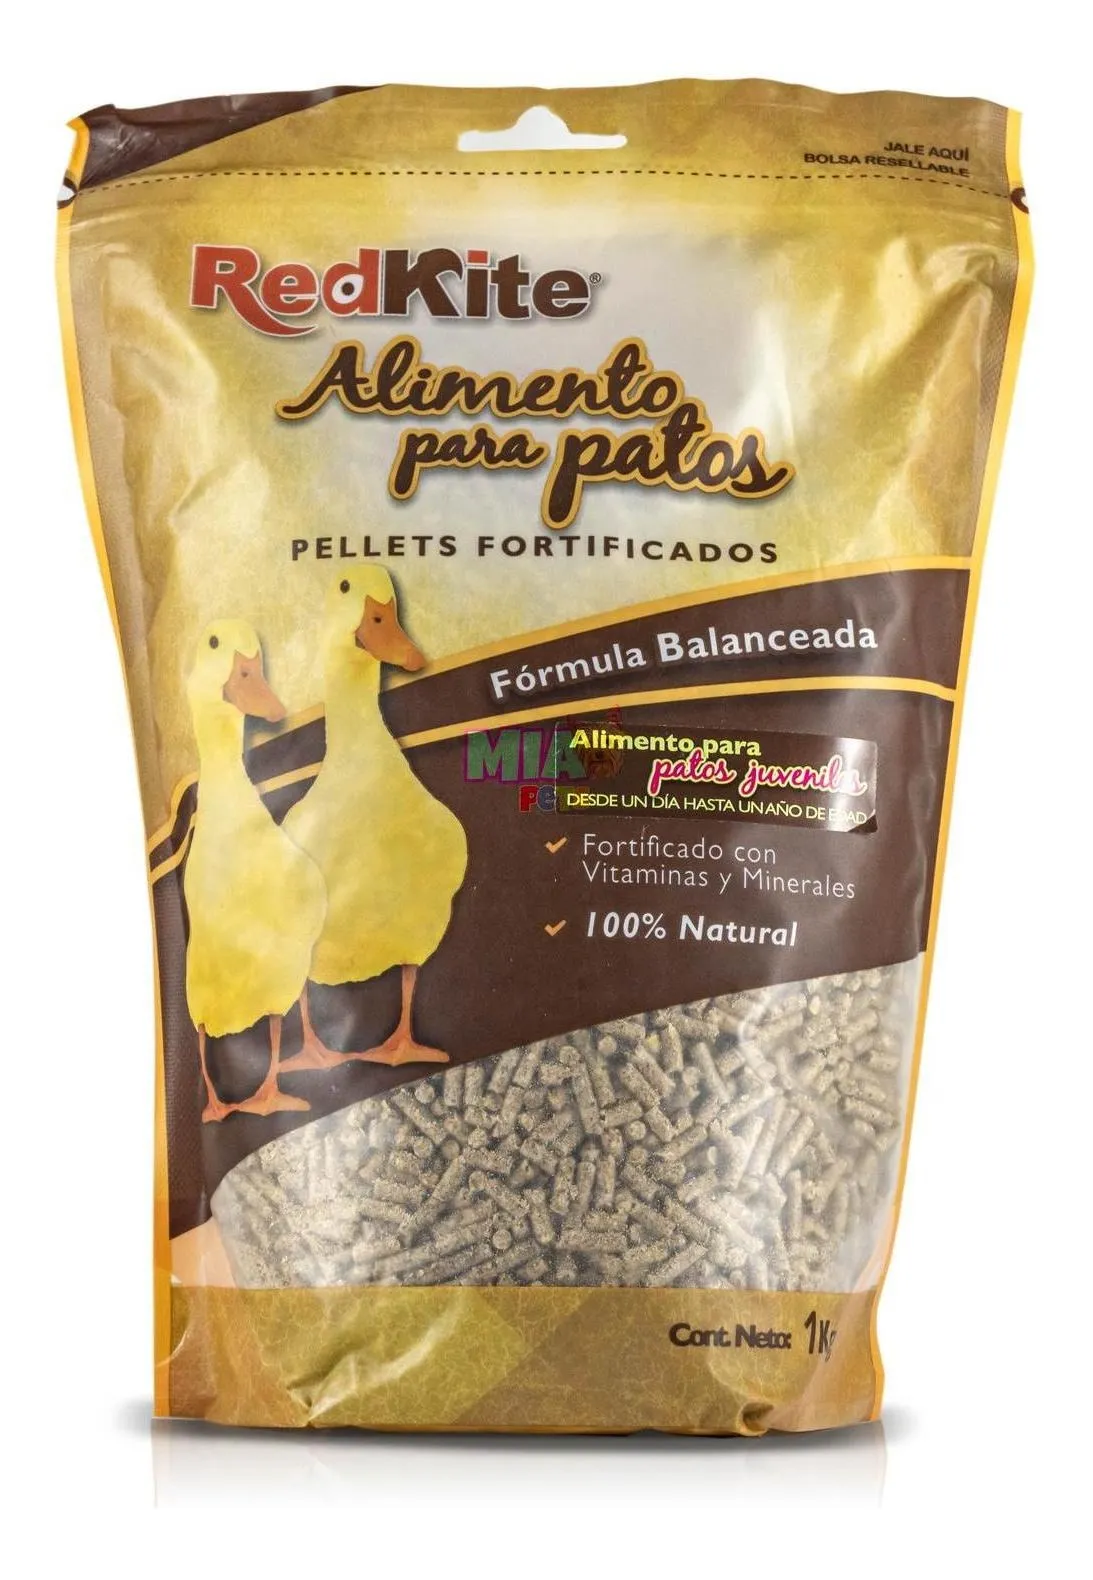 JALE AQUÍ
BOLSA RESELLABLE
RedKite®
Alimento
para patos
PELLETS FORTIFICADOS
Fórmula Balanceada
MIA
Pets
Alimento para
patos juveniles
DESDE UN DÍA HASTA UN AÑO DE EDAD
Fortificado con
Vitaminas y Minerales
100% Natural
Cont. Neto: 1Kg